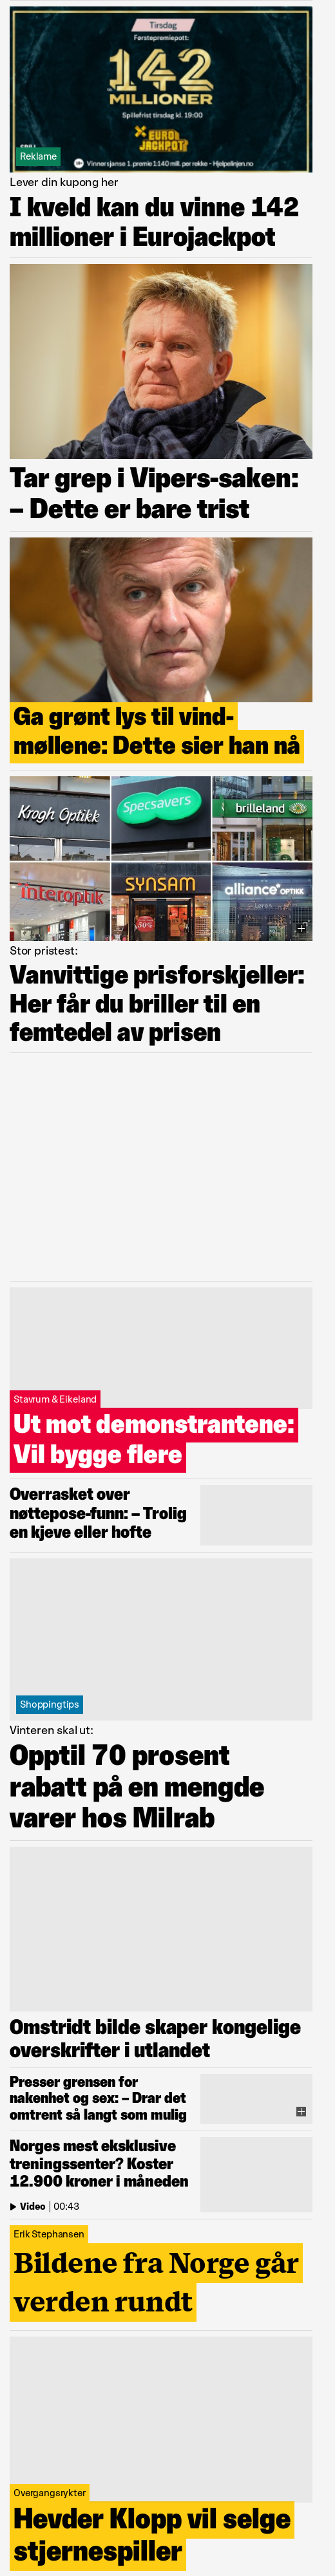 Tirsdag
Førstepremiepott:
142
MILLIONER
Spillefrist tirsdag kl. 19:00
EURO
JACKPOT
Reklame
18+ Vinnersjanse 1. premie 1:140 mill. per rekke – Hjelpelinjen.no
Lever din kupong her
I kveld kan du vinne 142
millioner i Eurojackpot
Tar grep i Vipers-saken:
– Dette er bare trist
Ga grønt lys til vind-
møllene: Dette sier han nå
Krogh Optikk
Specsavers
brilleland
interoptik
SYNSAM
50%
alliance OPTIKK
Stor pristest:
Vanvittige prisforskjeller:
Her får du briller til en
femtedel av prisen
Stavrum & Eikeland
Ut mot demonstrantene:
Vil bygge flere
Overrasket over
nøttepose-funn: – Trolig
en kjeve eller hofte
Shoppingtips
Vinteren skal ut:
Opptil 70 prosent
rabatt på en mengde
varer hos Milrab
Omstridt bilde skaper kongelige
overskrifter i utlandet
Presser grensen for
nakenhet og sex: – Drar det
omtrent så langt som mulig
Norges mest eksklusive
treningssenter? Koster
12.900 kroner i måneden
Video | 00:43
Erik Stephansen
Bildene fra Norge går
verden rundt
Overgangsrykter
Hevder Klopp vil selge
stjernespiller